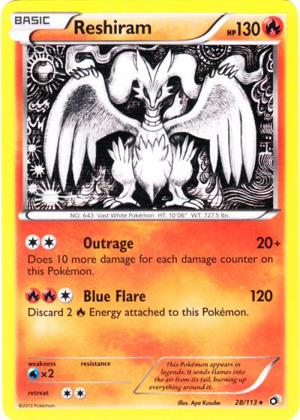 BASIC
Reshiram HP 130
NO. 643 Vast White Pokémon HT: 10'06" WT: 727.5 lbs.
Outrage 20+
Does 10 more damage for each damage counter
on this Pokémon.
Blue Flare 120
Discard 2 Energy attached to this Pokémon.
weakness resistance
×2
This Pokémon appears in
legends. It sends flames into
the air from its tail, burning up
everything around it.
retreat
Illus. Aya Kusube 28/113 ★
©2013 Pokémon